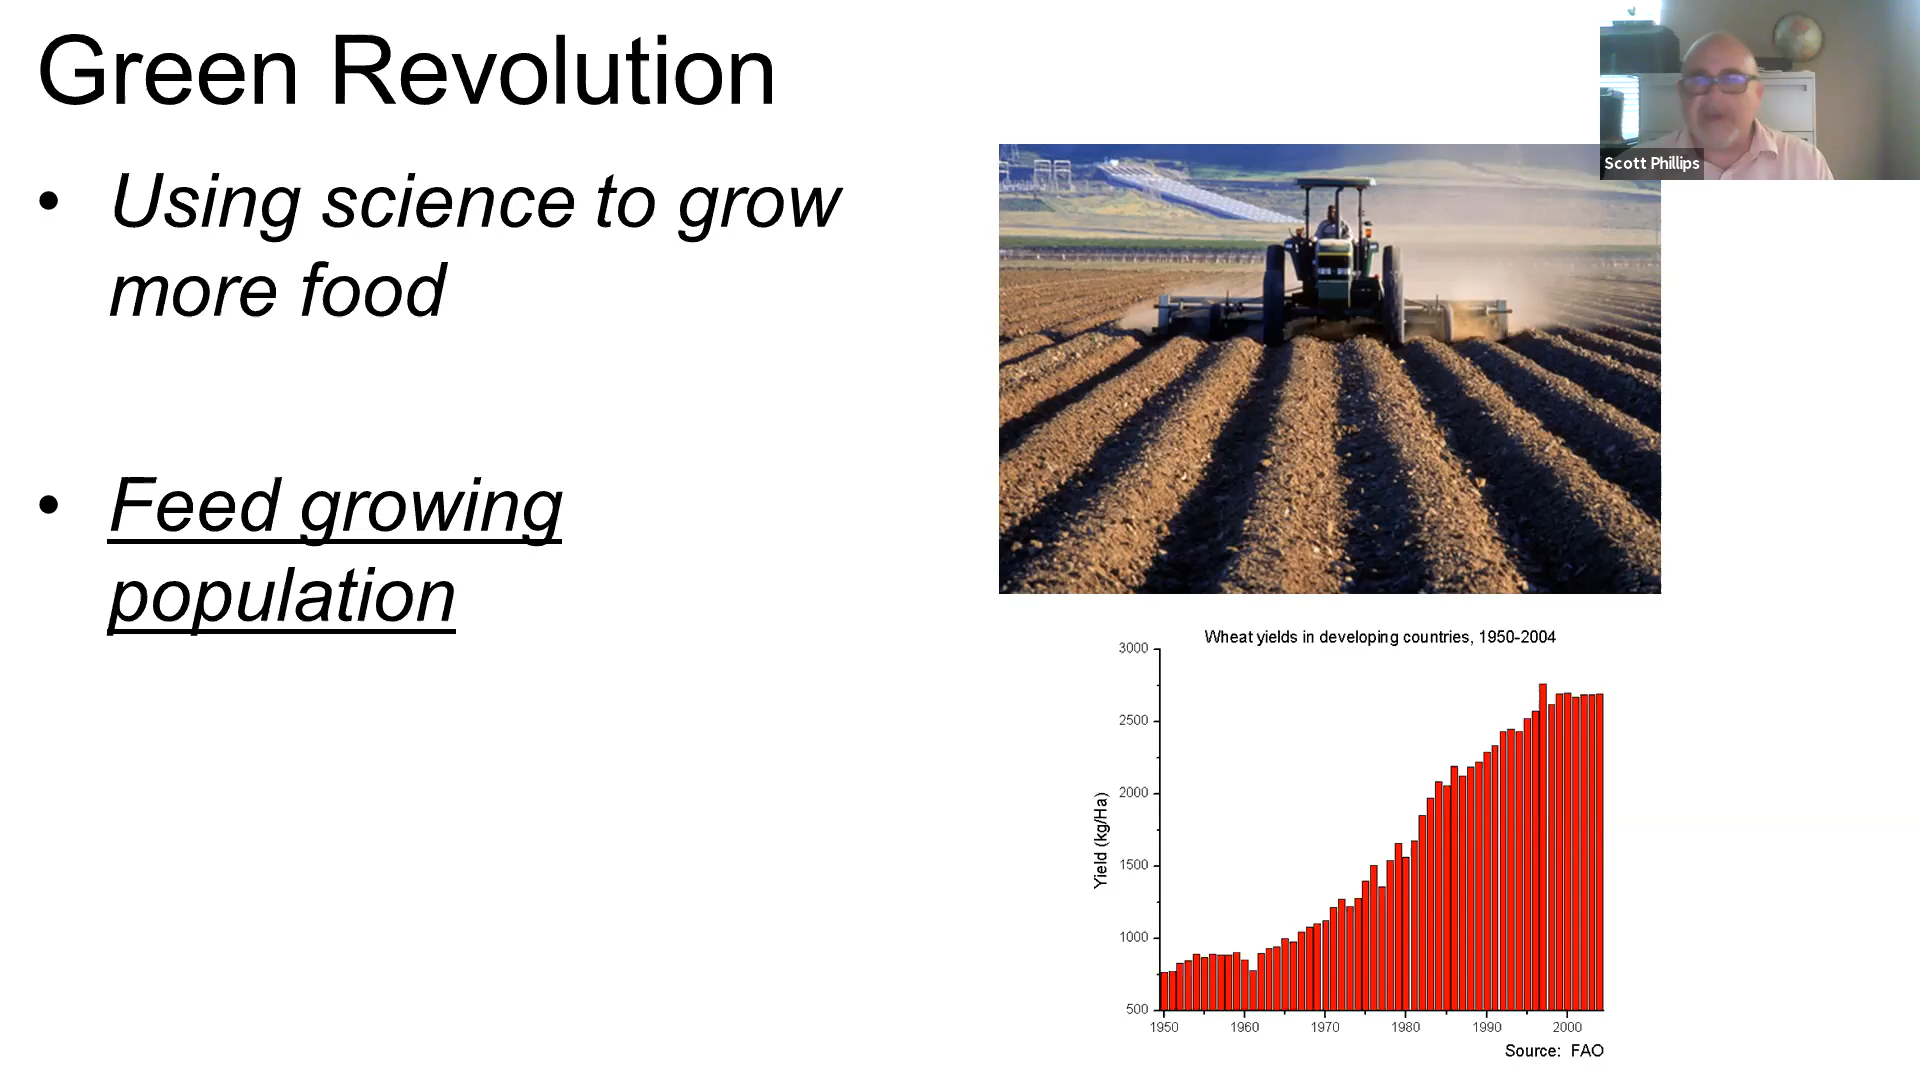 Green Revolution
• Using science to grow
more food
• Feed growing
population
Scott Phillips
Wheat yields in developing countries, 1950-2004
3000
2500
2000
1500
1000
500
Yield (kg/Ha)
1950 1960 1970 1980 1990 2000
Source: FAO